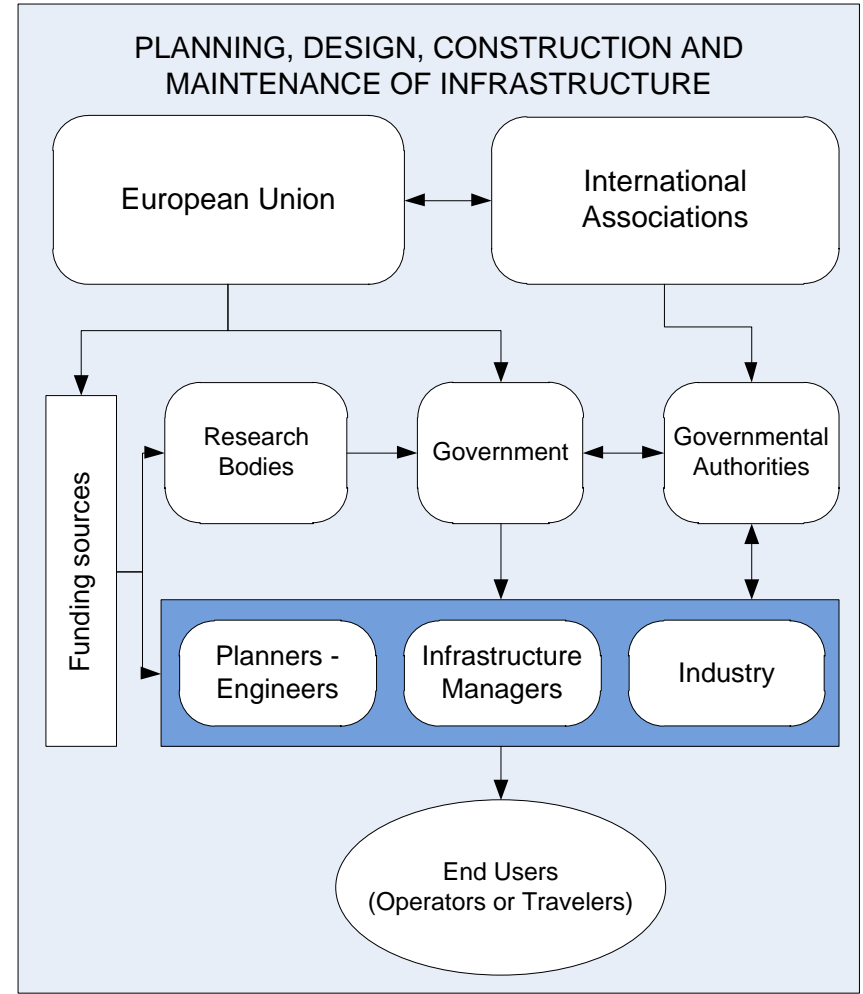 PLANNING, DESIGN, CONSTRUCTION AND
MAINTENANCE OF INFRASTRUCTURE
European Union
International
Associations
Funding sources
Research
Bodies
Government
Governmental
Authorities
Planners -
Engineers
Infrastructure
Managers
Industry
End Users
(Operators or Travelers)